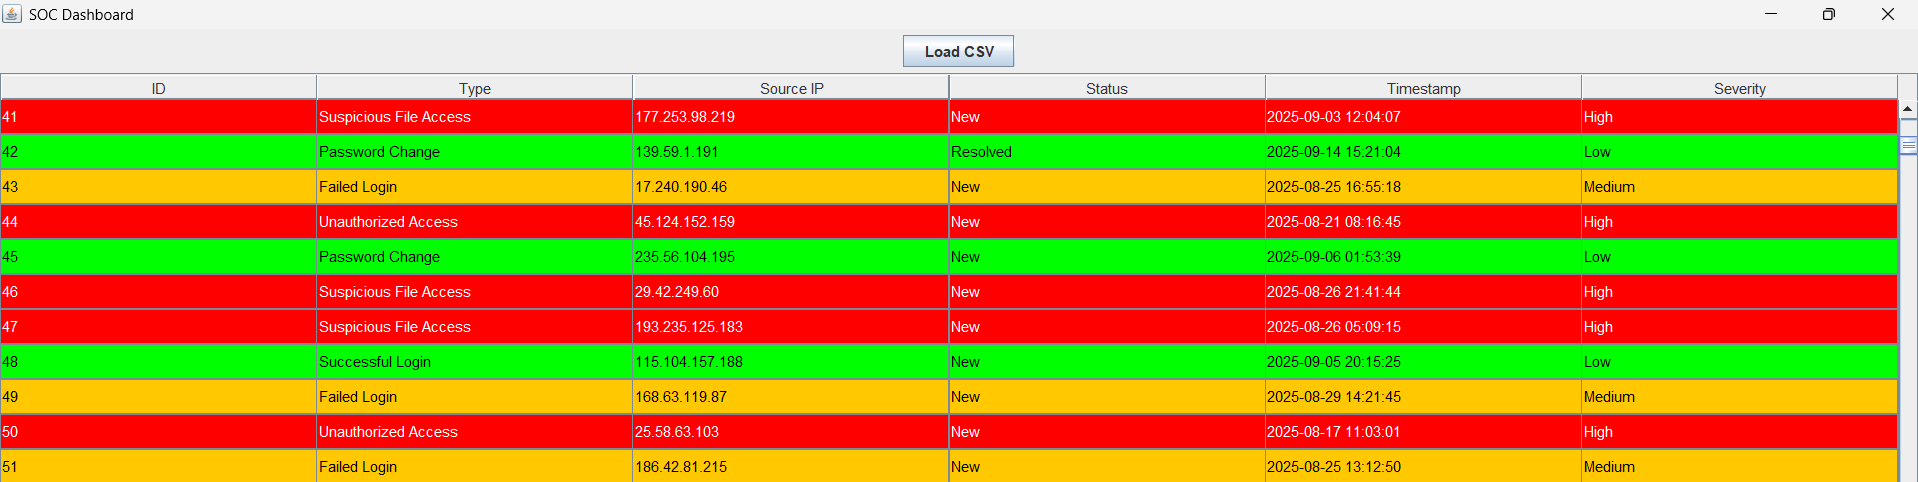 SOC Dashboard
Load CSV
ID Type Source IP Status Timestamp Severity
41 Suspicious File Access 177.253.98.219 New 2025-09-03 12:04:07 High
42 Password Change 139.59.1.191 Resolved 2025-09-14 15:21:04 Low
43 Failed Login 17.240.190.46 New 2025-08-25 16:55:18 Medium
44 Unauthorized Access 45.124.152.159 New 2025-08-21 08:16:45 High
45 Password Change 235.56.104.195 New 2025-09-06 01:53:39 Low
46 Suspicious File Access 29.42.249.60 New 2025-08-26 21:41:44 High
47 Suspicious File Access 193.235.125.183 New 2025-08-26 05:09:15 High
48 Successful Login 115.104.157.188 New 2025-09-05 20:15:25 Low
49 Failed Login 168.63.119.87 New 2025-08-29 14:21:45 Medium
50 Unauthorized Access 25.58.63.103 New 2025-08-17 11:03:01 High
51 Failed Login 186.42.81.215 New 2025-08-25 13:12:50 Medium